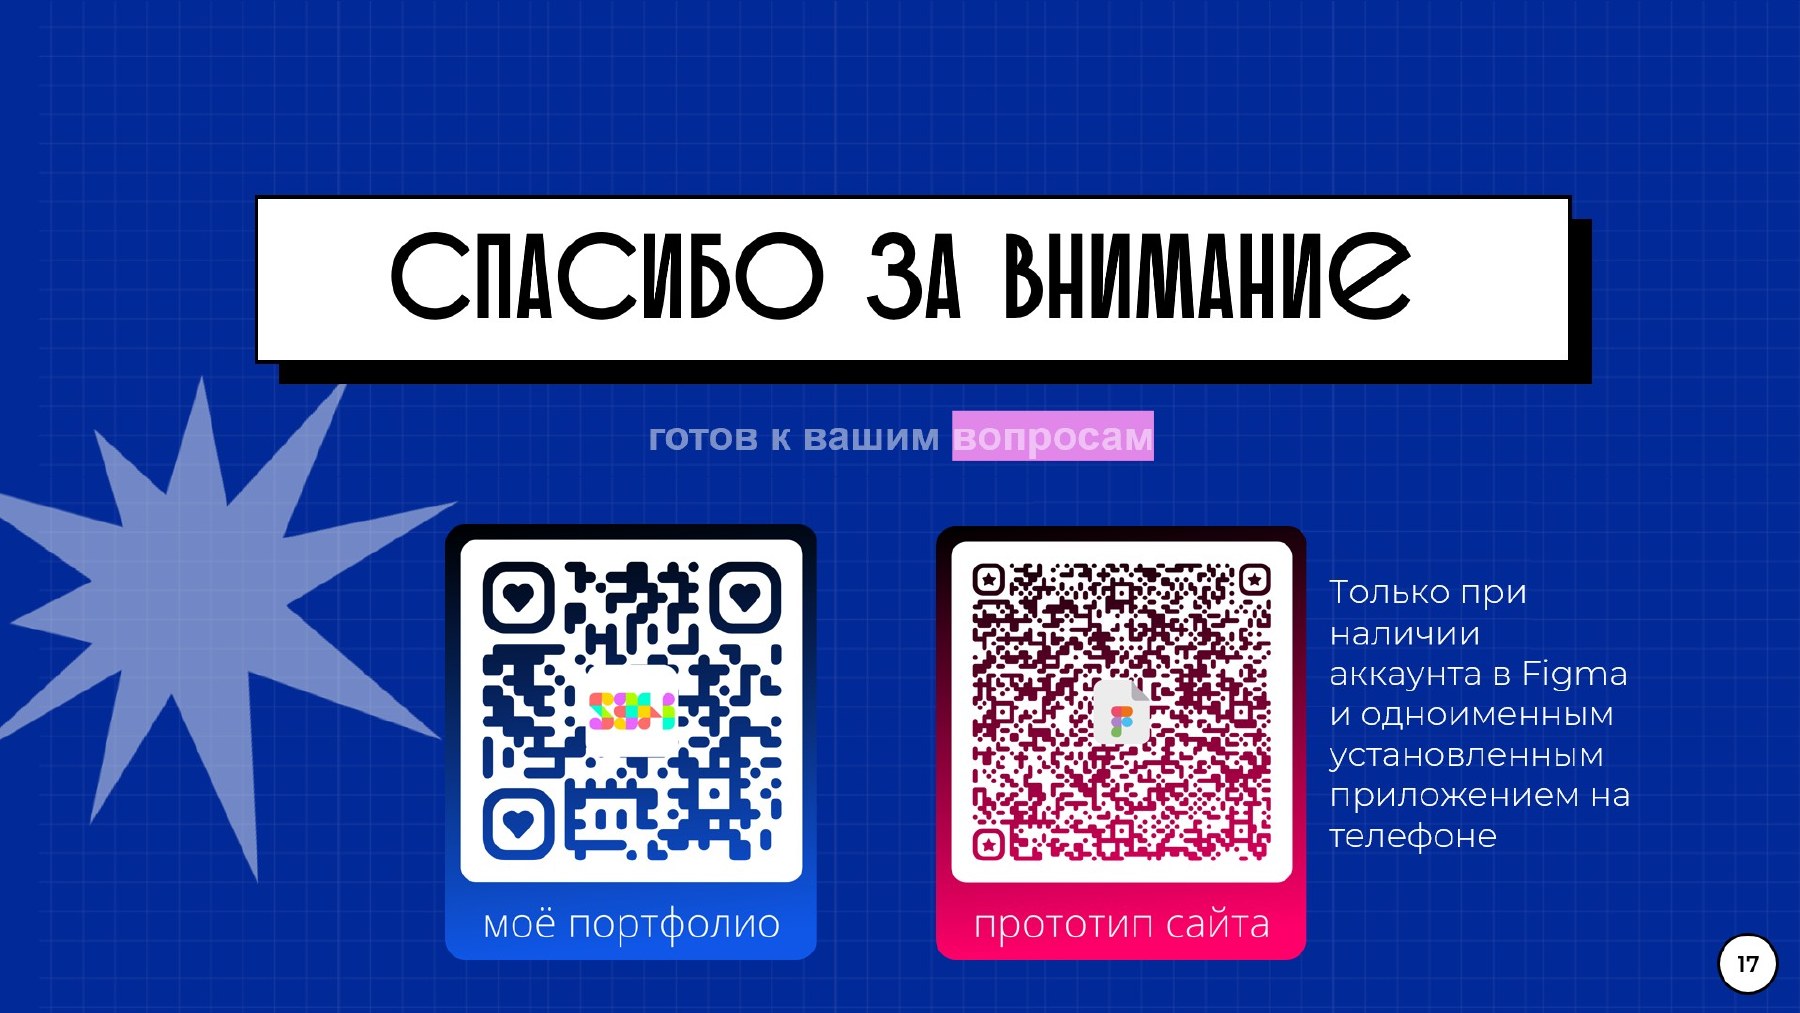 СПАСИБО ЗА ВНИМАНИЕ
готов к вашим вопросам
моё портфолио
прототип сайта
Только при
наличии
аккаунта в Figma
и одноименным
установленным
приложением на
телефоне
17